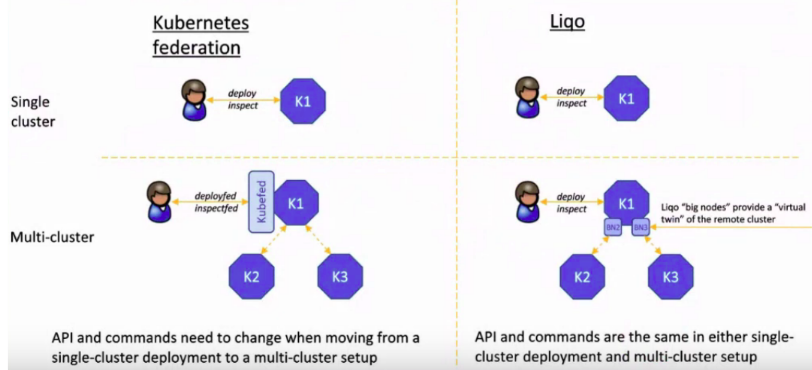 Kubernetes
federation
Liqo
Single
cluster
deploy
inspect
K1
deploy
inspect
K1
Multi-cluster
deployfed
inspectfed
Kubefed
K1
K2
K3
deploy
inspect
K1
BN2
BN3
K2
K3
Liqo “big nodes” provide a “virtual
twin” of the remote cluster
API and commands need to change when moving from a
single-cluster deployment to a multi-cluster setup
API and commands are the same in either single-
cluster deployment and multi-cluster setup